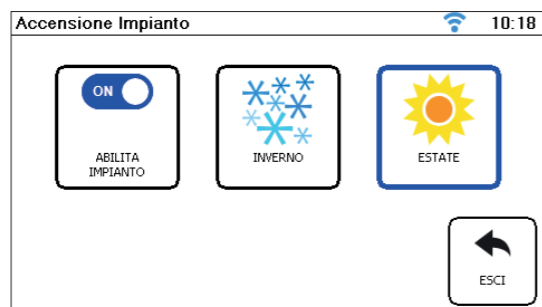 Accensione Impianto 10:18
ON
ABILITA
IMPIANTO
INVERNO
ESTATE
ESCI